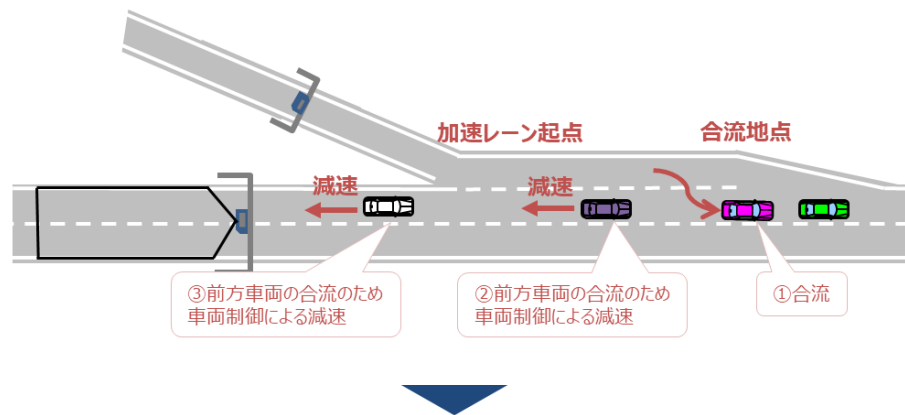 加速レーン起点
合流地点
減速
減速
③前方車両の合流のため
車両制御による減速
②前方車両の合流のため
車両制御による減速
①合流